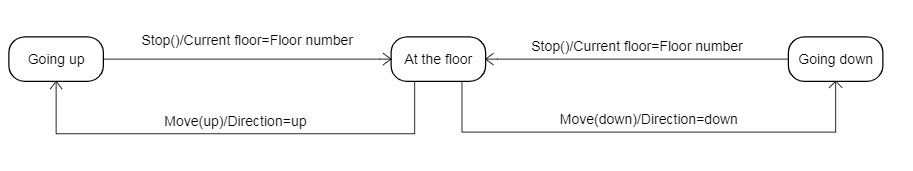 Stop()/Current floor=Floor number
Stop()/Current floor=Floor number
Going up
At the floor
Going down
Move(up)/Direction=up
Move(down)/Direction=down